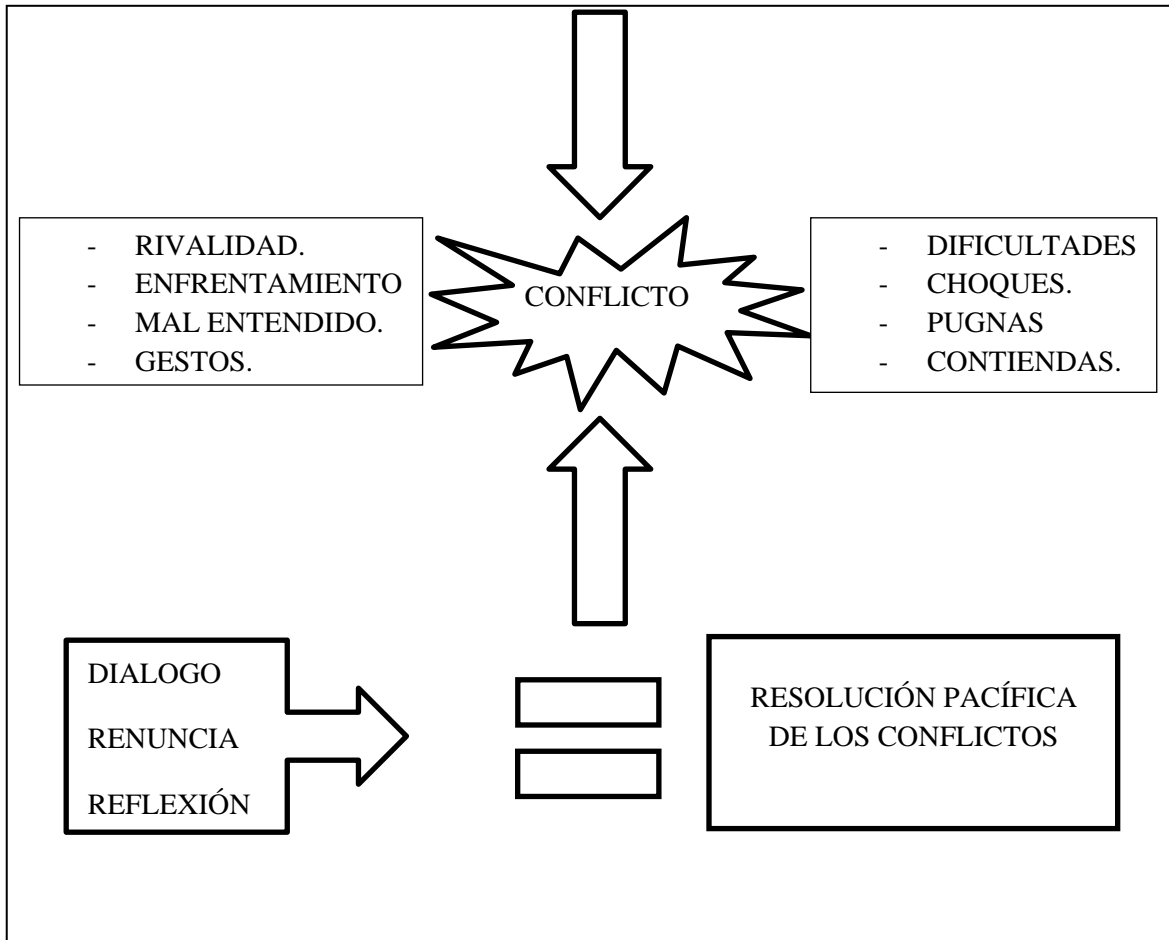 - RIVALIDAD.
- ENFRENTAMIENTO
- MAL ENTENDIDO.
- GESTOS.
CONFLICTO
- DIFICULTADES
- CHOQUES.
- PUGNAS
- CONTIENDAS.
DIALOGO
RENUNCIA
REFLEXIÓN
RESOLUCIÓN PACÍFICA
DE LOS CONFLICTOS